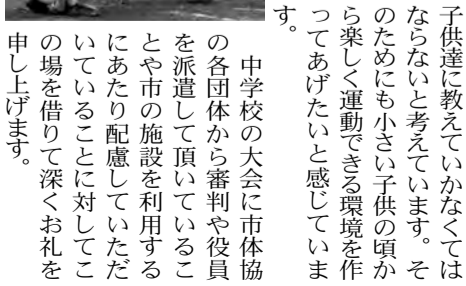 子供達に教えていかなくては
ならないと考えています。そ
のためにも小さい子供の頃か
ら楽しく運動できる環境を作
ってあげたいと感じていま
す。
中学校の大会に市体協
の各団体から審判や役員
を派遣して頂いているこ
とや市の施設を利用する
にあたり配慮していただ
いていることに対してこ
の場を借りて深くお礼を
申し上げます。